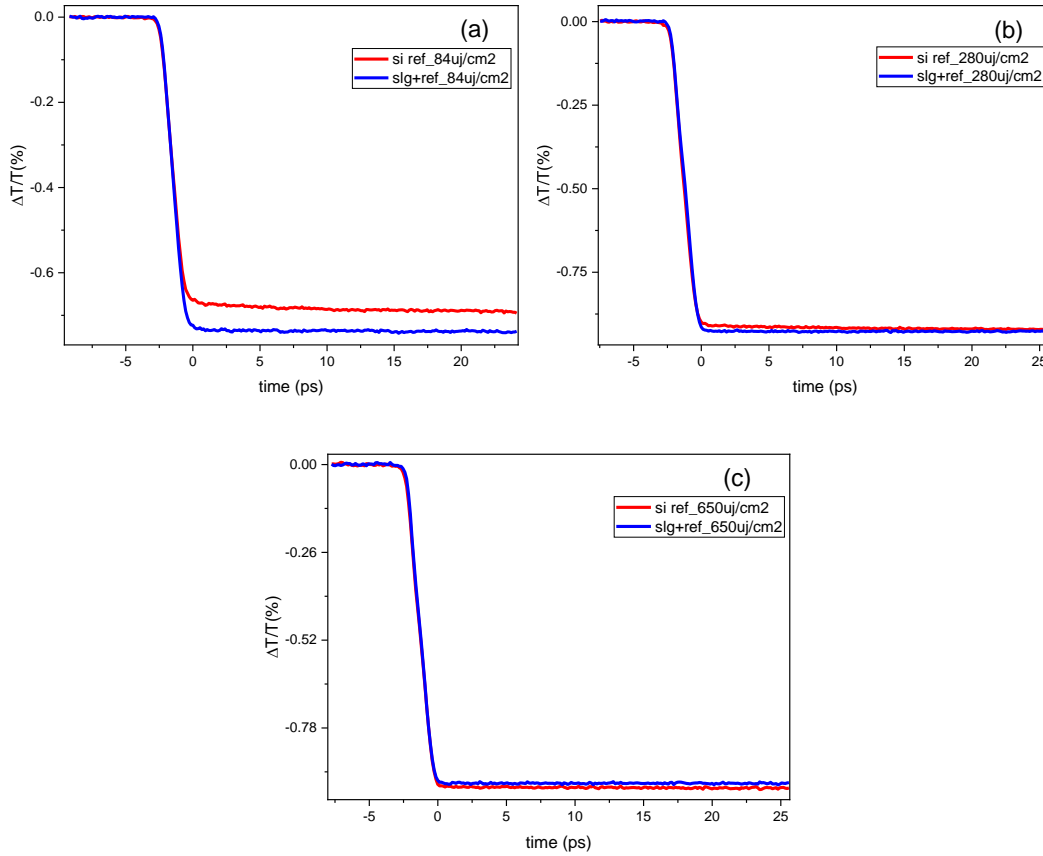 (a)
si ref_84uj/cm2
slg+ref_84uj/cm2
0.0
-0.2
-0.4
-0.6
ΔT/T(%)
-5 0 5 10 15 20
time (ps)
(b)
si ref_280uj/cm2
slg+ref_280uj/cm2
0.00
-0.25
-0.50
-0.75
ΔT/T(%)
-5 0 5 10 15 20 25
time (ps)
(c)
si ref_650uj/cm2
slg+ref_650uj/cm2
0.00
-0.26
-0.52
-0.78
ΔT/T(%)
-5 0 5 10 15 20 25
time (ps)